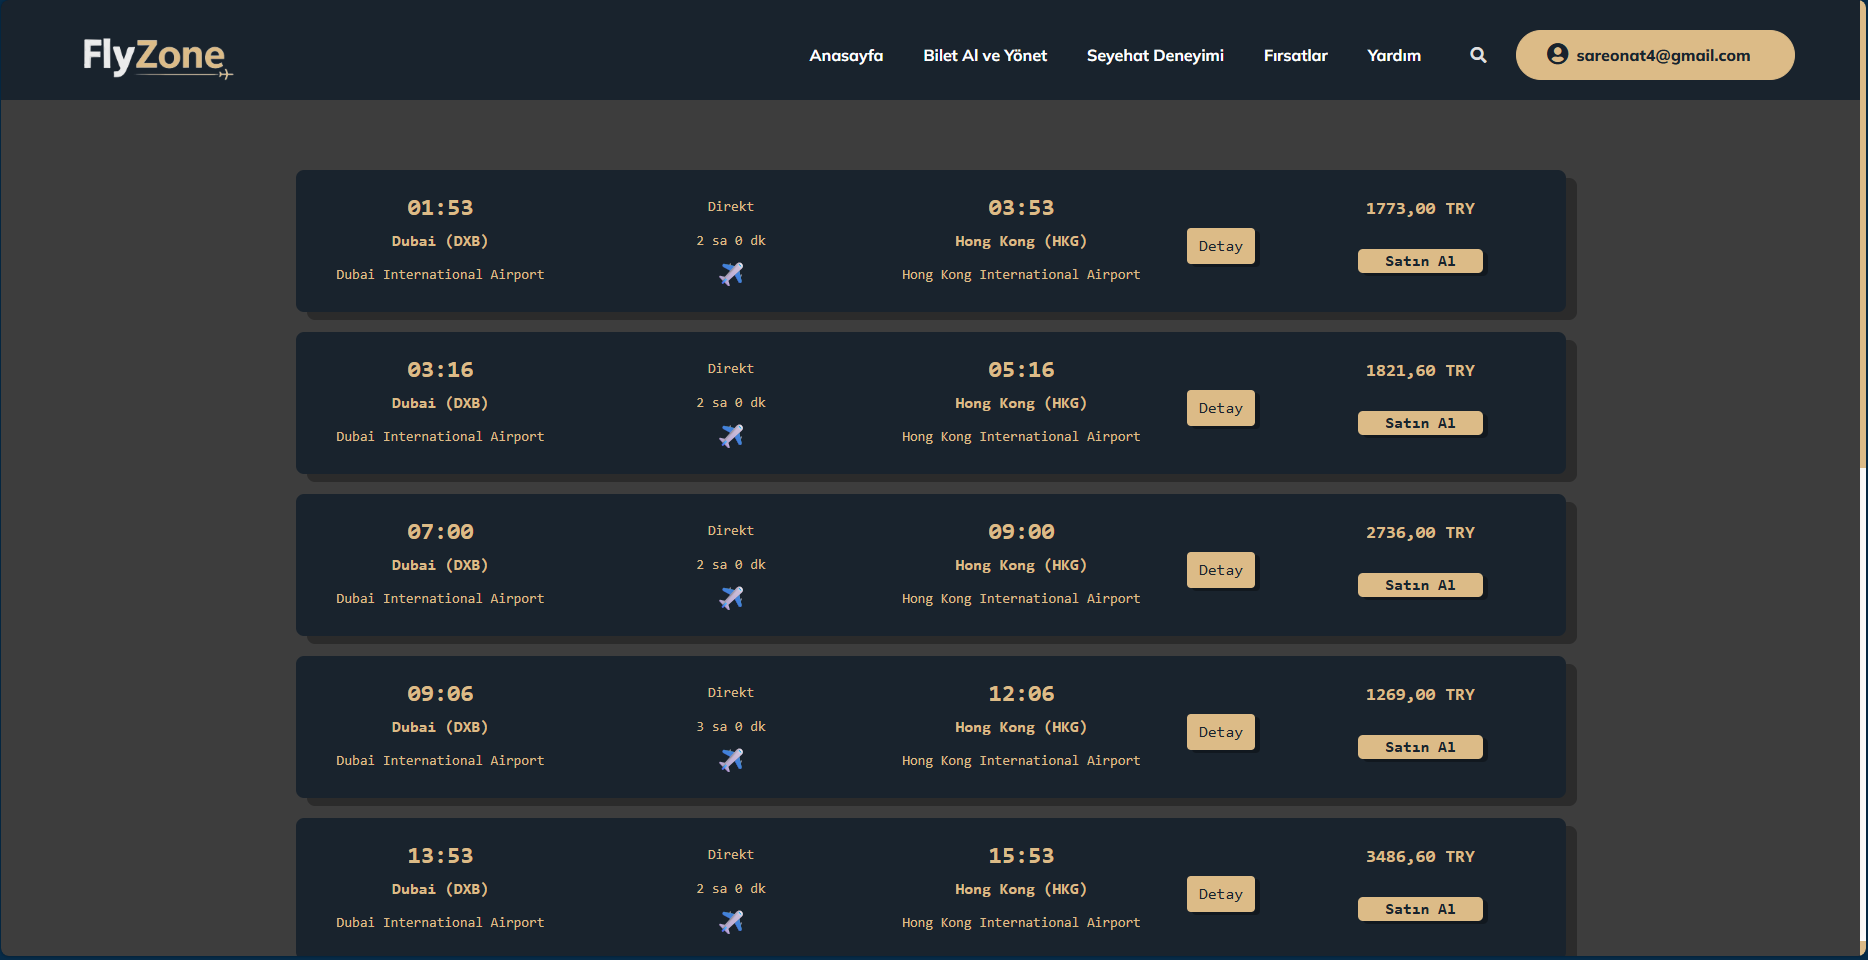 FlyZone
Anasayfa Bilet Al ve Yönet Seyehat Deneyimi Fırsatlar Yardım sareonat4@gmail.com
01:53 Direkt 03:53 1773,00 TRY
Dubai (DXB) 2 sa 0 dk Hong Kong (HKG) Detay
Dubai International Airport Hong Kong International Airport Satın Al
03:16 Direkt 05:16 1821,60 TRY
Dubai (DXB) 2 sa 0 dk Hong Kong (HKG) Detay
Dubai International Airport Hong Kong International Airport Satın Al
07:00 Direkt 09:00 2736,00 TRY
Dubai (DXB) 2 sa 0 dk Hong Kong (HKG) Detay
Dubai International Airport Hong Kong International Airport Satın Al
09:06 Direkt 12:06 1269,00 TRY
Dubai (DXB) 3 sa 0 dk Hong Kong (HKG) Detay
Dubai International Airport Hong Kong International Airport Satın Al
13:53 Direkt 15:53 3486,60 TRY
Dubai (DXB) 2 sa 0 dk Hong Kong (HKG) Detay
Dubai International Airport Hong Kong International Airport Satın Al